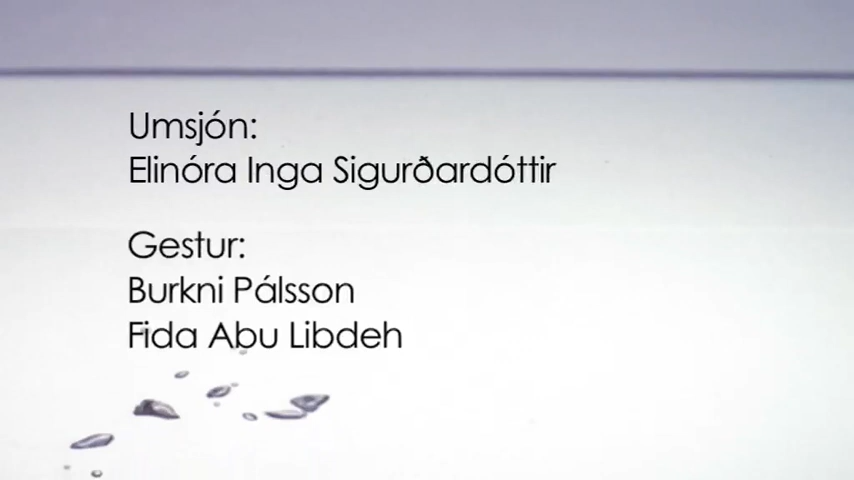 Umsjón:
Elinóra Inga Sigurðardóttir
Gestur:
Burkni Pálsson
Fida Abu Libdeh